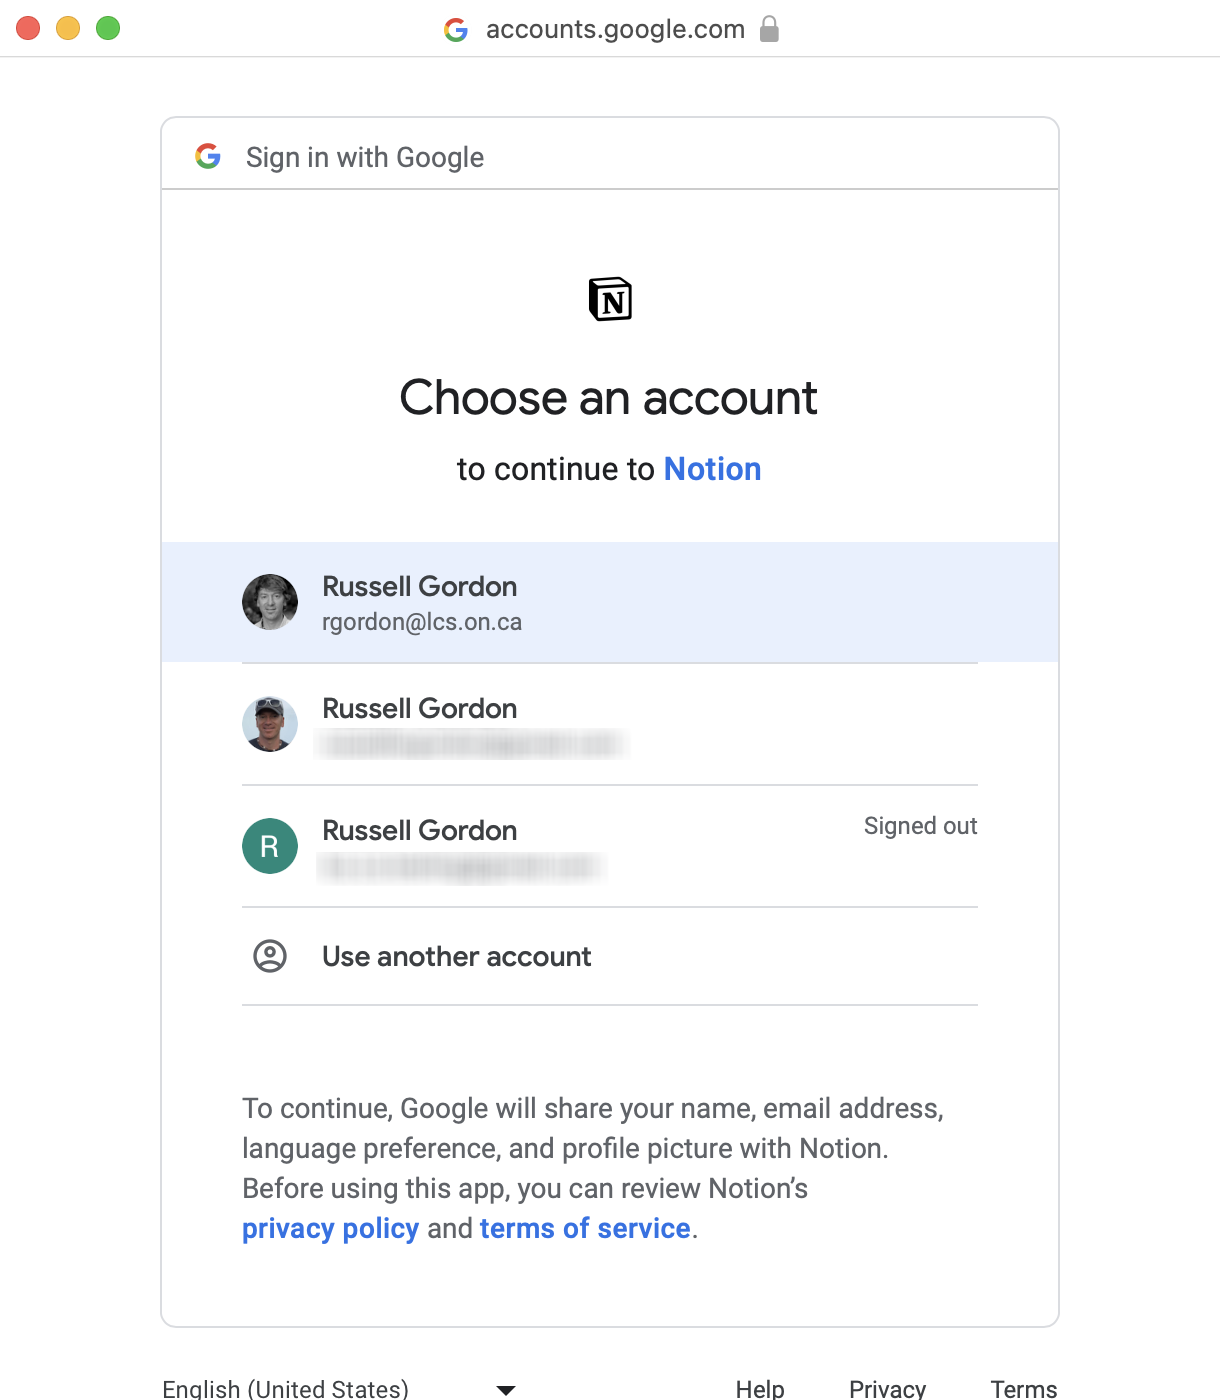 accounts.google.com
Sign in with Google
N
Choose an account
to continue to Notion
Russell Gordon
rgordon@lcs.on.ca
Russell Gordon
R
Russell Gordon
Signed out
Use another account
To continue, Google will share your name, email address,
language preference, and profile picture with Notion.
Before using this app, you can review Notion’s
privacy policy and terms of service.
English (United States)
Help
Privacy
Terms